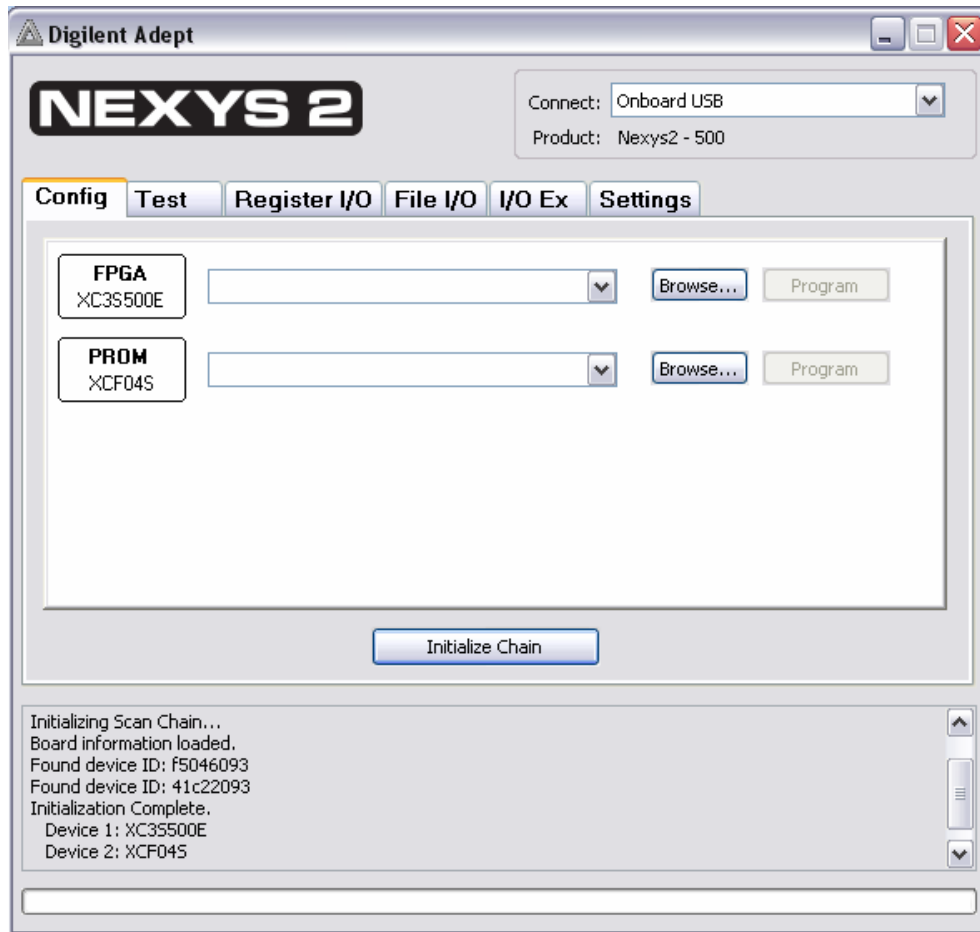 Digilent Adept
NEXYS 2
Connect: Onboard USB
Product: Nexys2 - 500
Config Test Register I/O File I/O I/O Ex Settings
FPGA
XC3S500E
Browse... Program
PROM
XCF04S
Browse... Program
Initialize Chain
Initializing Scan Chain...
Board information loaded.
Found device ID: f5046093
Found device ID: 41c22093
Initialization Complete.
Device 1: XC3S500E
Device 2: XCF04S